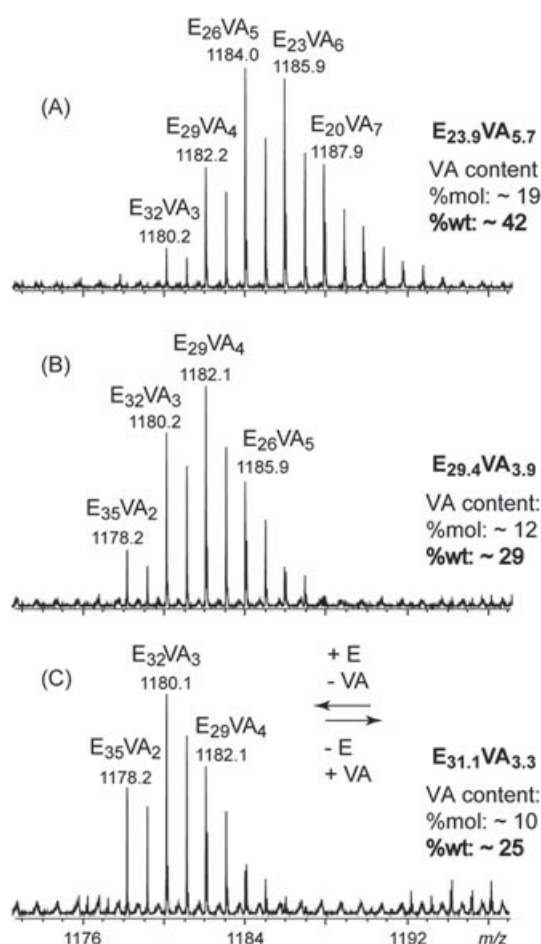 (A)
E₂₆VA₅
1184.0
E₂₃VA₆
1185.9
E₂₉VA₄
1182.2
E₂₀VA₇
1187.9
E₃₂VA₃
1180.2
E₂₃.₉VA₅.₇
VA content
%mol: ~ 19
%wt: ~ 42
(B)
E₂₉VA₄
1182.1
E₃₂VA₃
1180.2
E₂₆VA₅
1185.9
E₃₅VA₂
1178.2
E₂₉.₄VA₃.₉
VA content:
%mol: ~ 12
%wt: ~ 29
(C)
E₃₂VA₃
1180.1
E₂₉VA₄
1182.1
E₃₅VA₂
1178.2
+ E
- VA
- E
+ VA
E₃₁.₁VA₃.₃
VA content:
%mol: ~ 10
%wt: ~ 25
1176 1184 1192 m/z